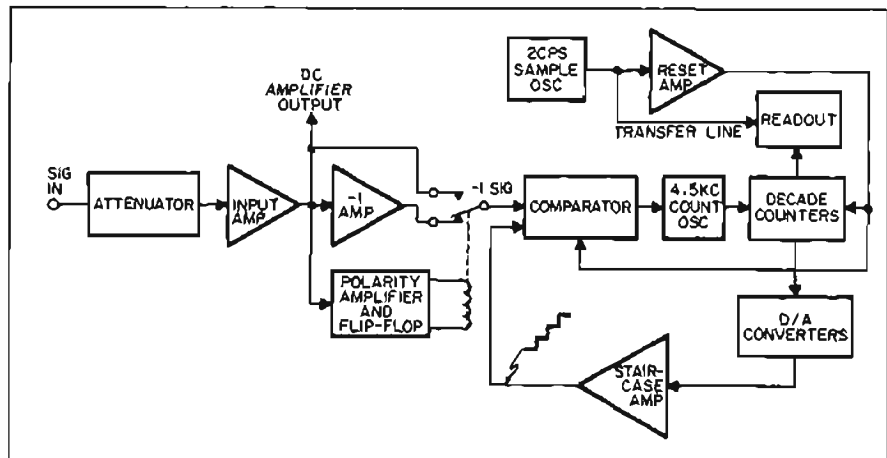 2CPS
SAMPLE
OSC
RESET
AMP
READOUT
TRANSFER LINE
DC
AMPLIFIER
OUTPUT
SIG
IN
ATTENUATOR
INPUT
AMP
-1
AMP
-1 SIG
COMPARATOR
4.5KC
COUNT
OSC
DECADE
COUNTERS
POLARITY
AMPLIFIER
AND
FLIP-FLOP
D/A
CONVERTERS
STAIR-
CASE
AMP